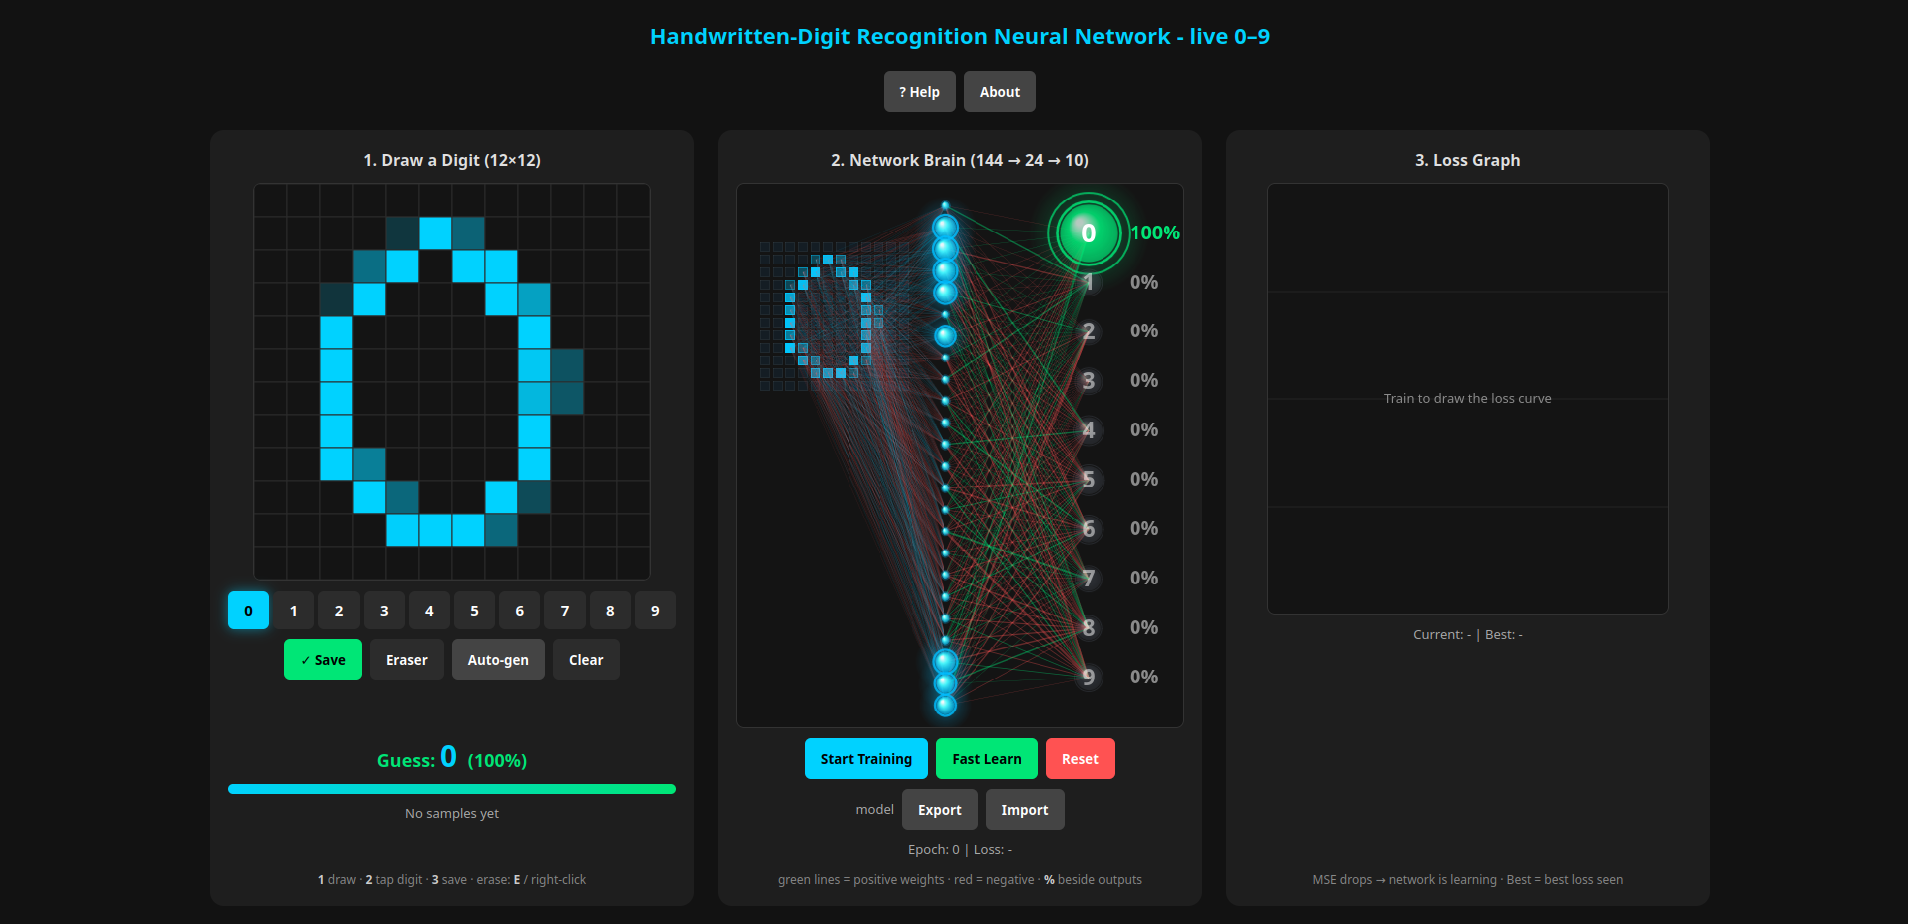 Handwritten-Digit Recognition Neural Network - live 0–9
? Help
About
1. Draw a Digit (12×12)
0 1 2 3 4 5 6 7 8 9
✓ Save
Eraser
Auto-gen
Clear
Guess: 0 (100%)
No samples yet
1 draw · 2 tap digit · 3 save · erase: E / right-click
2. Network Brain (144 → 24 → 10)
0 100%
1 0%
2 0%
3 0%
4 0%
5 0%
6 0%
7 0%
8 0%
9 0%
Start Training
Fast Learn
Reset
model
Export
Import
Epoch: 0 | Loss: -
green lines = positive weights · red = negative · % beside outputs
3. Loss Graph
Train to draw the loss curve
Current: - | Best: -
MSE drops → network is learning · Best = best loss seen